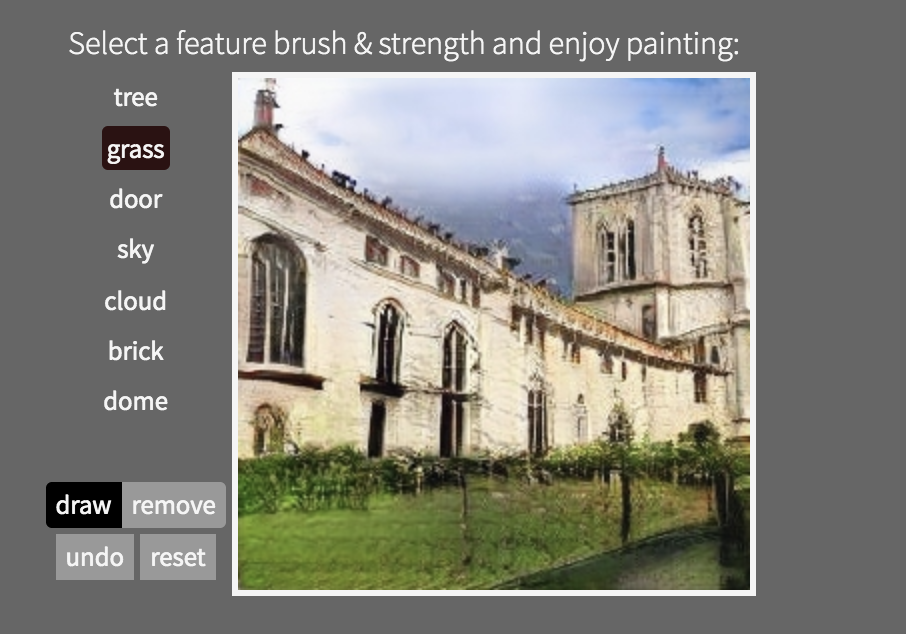 Select a feature brush & strength and enjoy painting:
tree
grass
door
sky
cloud
brick
dome
draw remove
undo reset